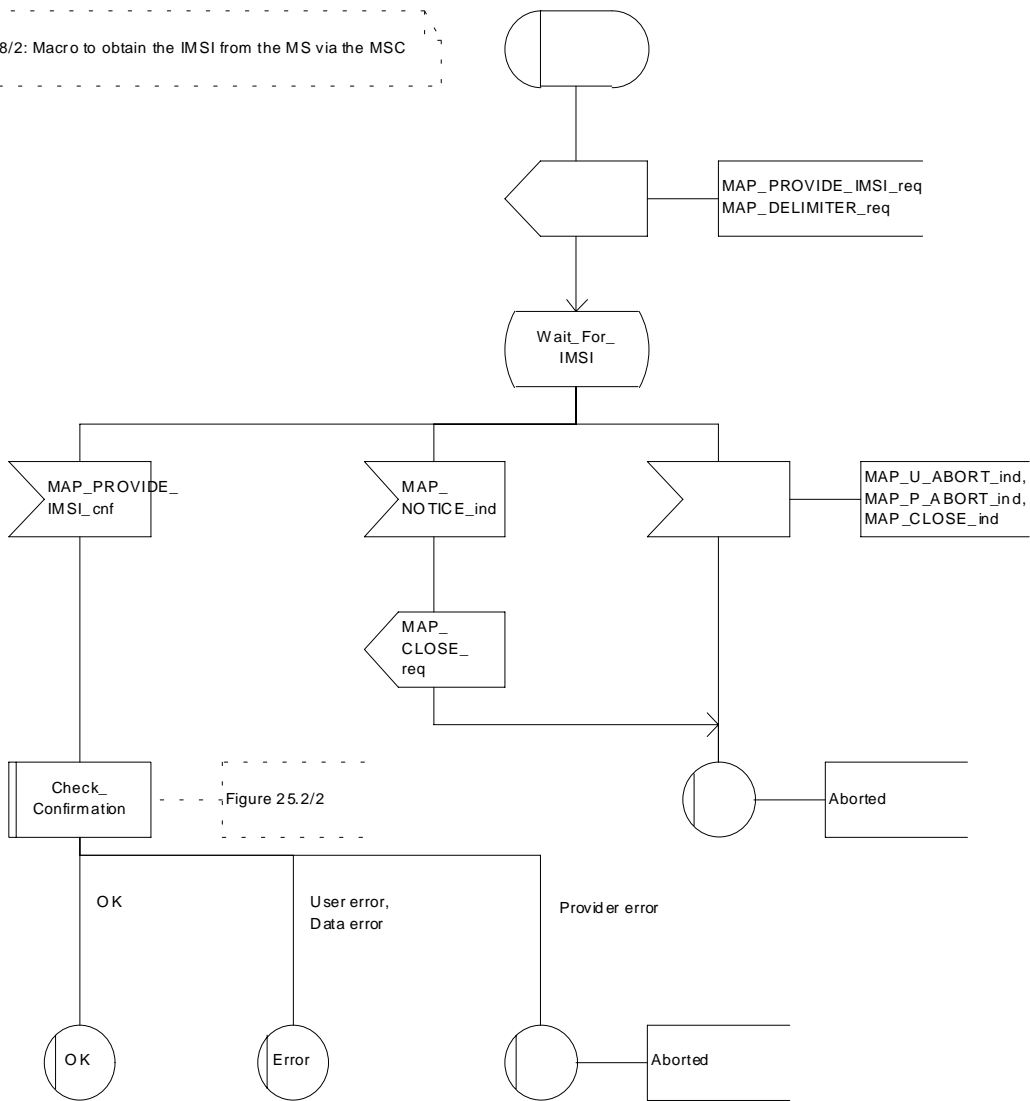 8/2: Macro to obtain the IMSI from the MS via the MSC
MAP_PROVIDE_IMSI_req
MAP_DELIMITER_req
Wait_For_
IMSI
MAP_PROVIDE_
IMSI_cnf
MAP_
NOTICE_ind
MAP_U_ABORT_ind,
MAP_P_ABORT_ind,
MAP_CLOSE_ind
MAP_
CLOSE_
req
Check_
Confirmation
Figure 25.2/2
Aborted
OK
User error,
Data error
Provider error
OK
Error
Aborted